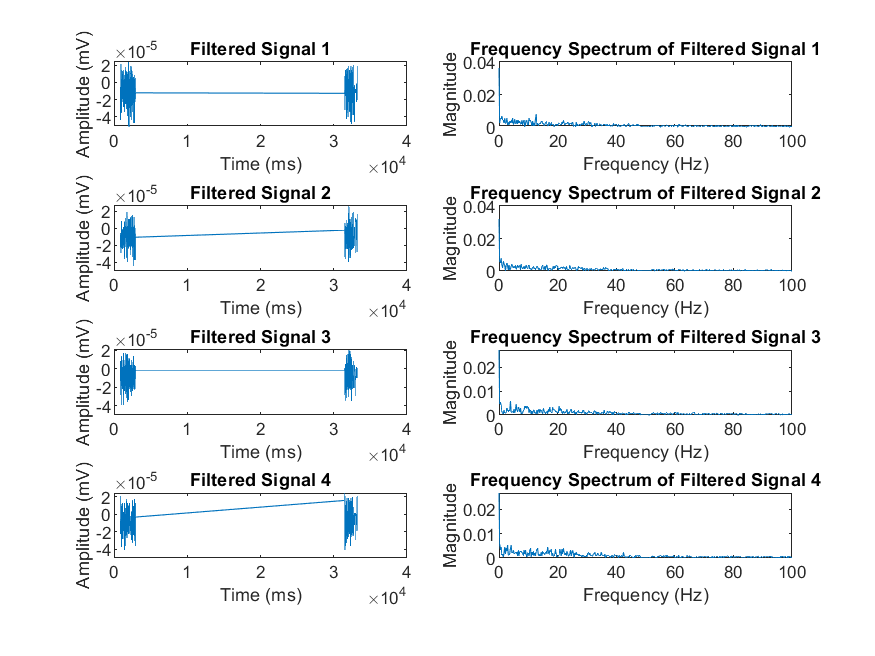 Filtered Signal 1
×10⁻⁵
Amplitude (mV)
2
0
-2
-4
0 1 2 3 4
Time (ms)
×10⁴
Frequency Spectrum of Filtered Signal 1
Magnitude
0.04
0.02
0
0 20 40 60 80 100
Frequency (Hz)
Filtered Signal 2
×10⁻⁵
Amplitude (mV)
2
0
-2
-4
0 1 2 3 4
Time (ms)
×10⁴
Frequency Spectrum of Filtered Signal 2
Magnitude
0.04
0.02
0
0 20 40 60 80 100
Frequency (Hz)
Filtered Signal 3
×10⁻⁵
Amplitude (mV)
2
0
-2
-4
0 1 2 3 4
Time (ms)
×10⁴
Frequency Spectrum of Filtered Signal 3
Magnitude
0.02
0.01
0
0 20 40 60 80 100
Frequency (Hz)
Filtered Signal 4
×10⁻⁵
Amplitude (mV)
2
0
-2
-4
0 1 2 3 4
Time (ms)
×10⁴
Frequency Spectrum of Filtered Signal 4
Magnitude
0.02
0.01
0
0 20 40 60 80 100
Frequency (Hz)